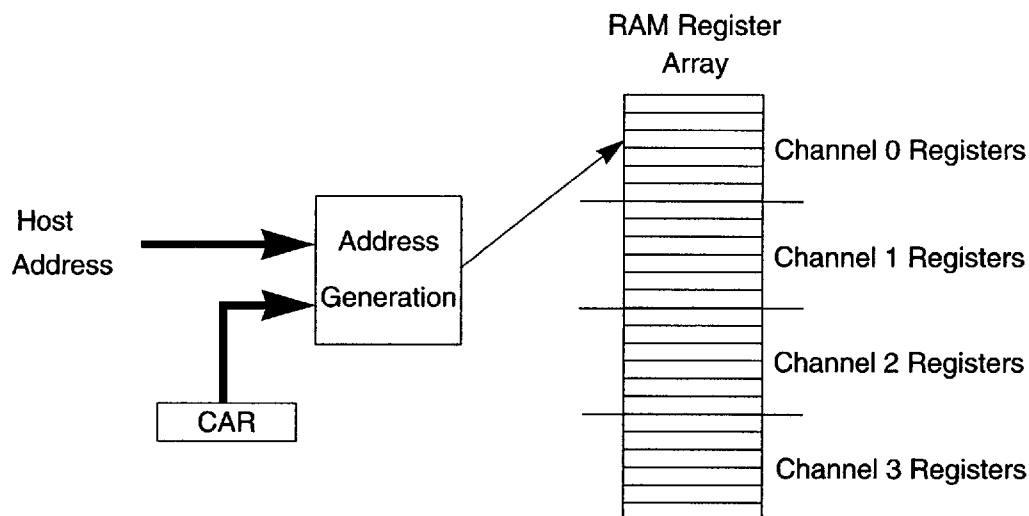 RAM Register
Array
Channel 0 Registers
Host
Address
Address
Generation
Channel 1 Registers
CAR
Channel 2 Registers
Channel 3 Registers